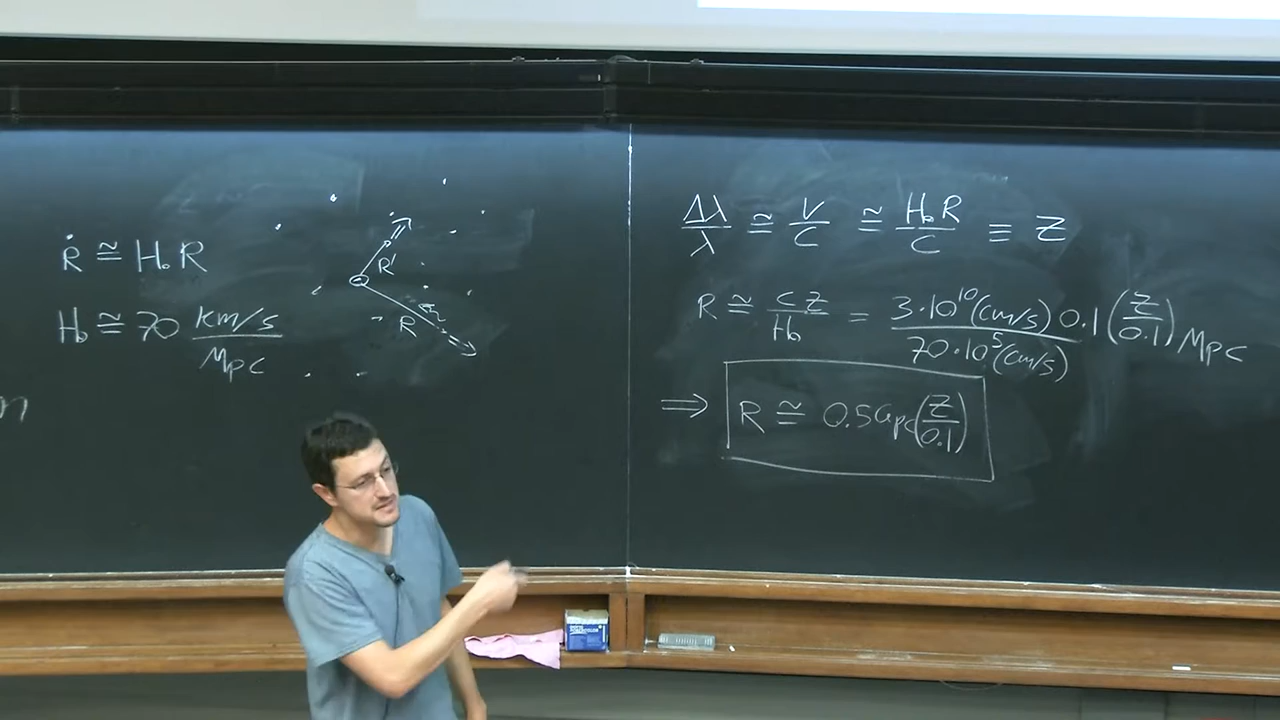 Ṙ ≅ H₀R
H₀ ≅ 70 km/s / Mpc
R'
R
n
Δλ/λ ≅ V/C ≅ H₀R/C ≡ Z
R ≅ cZ/H₀ = 3·10¹⁰(cm/s) 0.1 (Z/0.1) / 70·10⁵(cm/s) Mpc
⇒ R ≅ 0.5Gpc(Z/0.1)